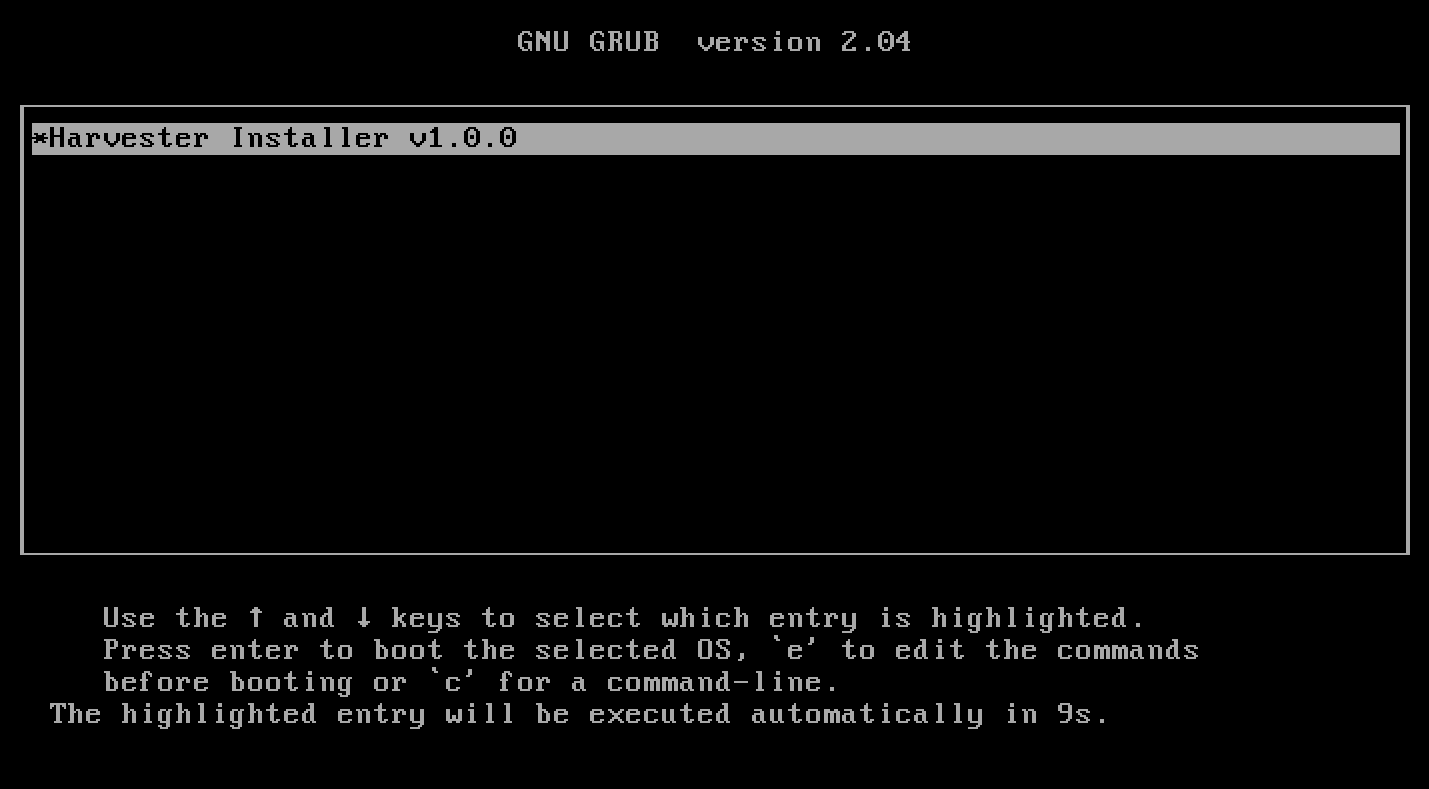 GNU GRUB  version 2.04
*Harvester Installer v1.0.0
Use the ↑ and ↓ keys to select which entry is highlighted.
Press enter to boot the selected OS, `e' to edit the commands
before booting or `c' for a command-line.
The highlighted entry will be executed automatically in 9s.